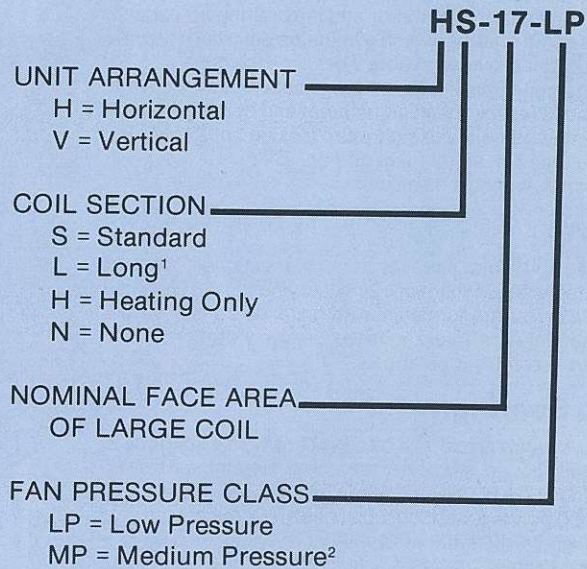 HS-17-LP
UNIT ARRANGEMENT
H = Horizontal
V = Vertical
COIL SECTION
S = Standard
L = Long¹
H = Heating Only
N = None
NOMINAL FACE AREA
OF LARGE COIL
FAN PRESSURE CLASS
LP = Low Pressure
MP = Medium Pressure²